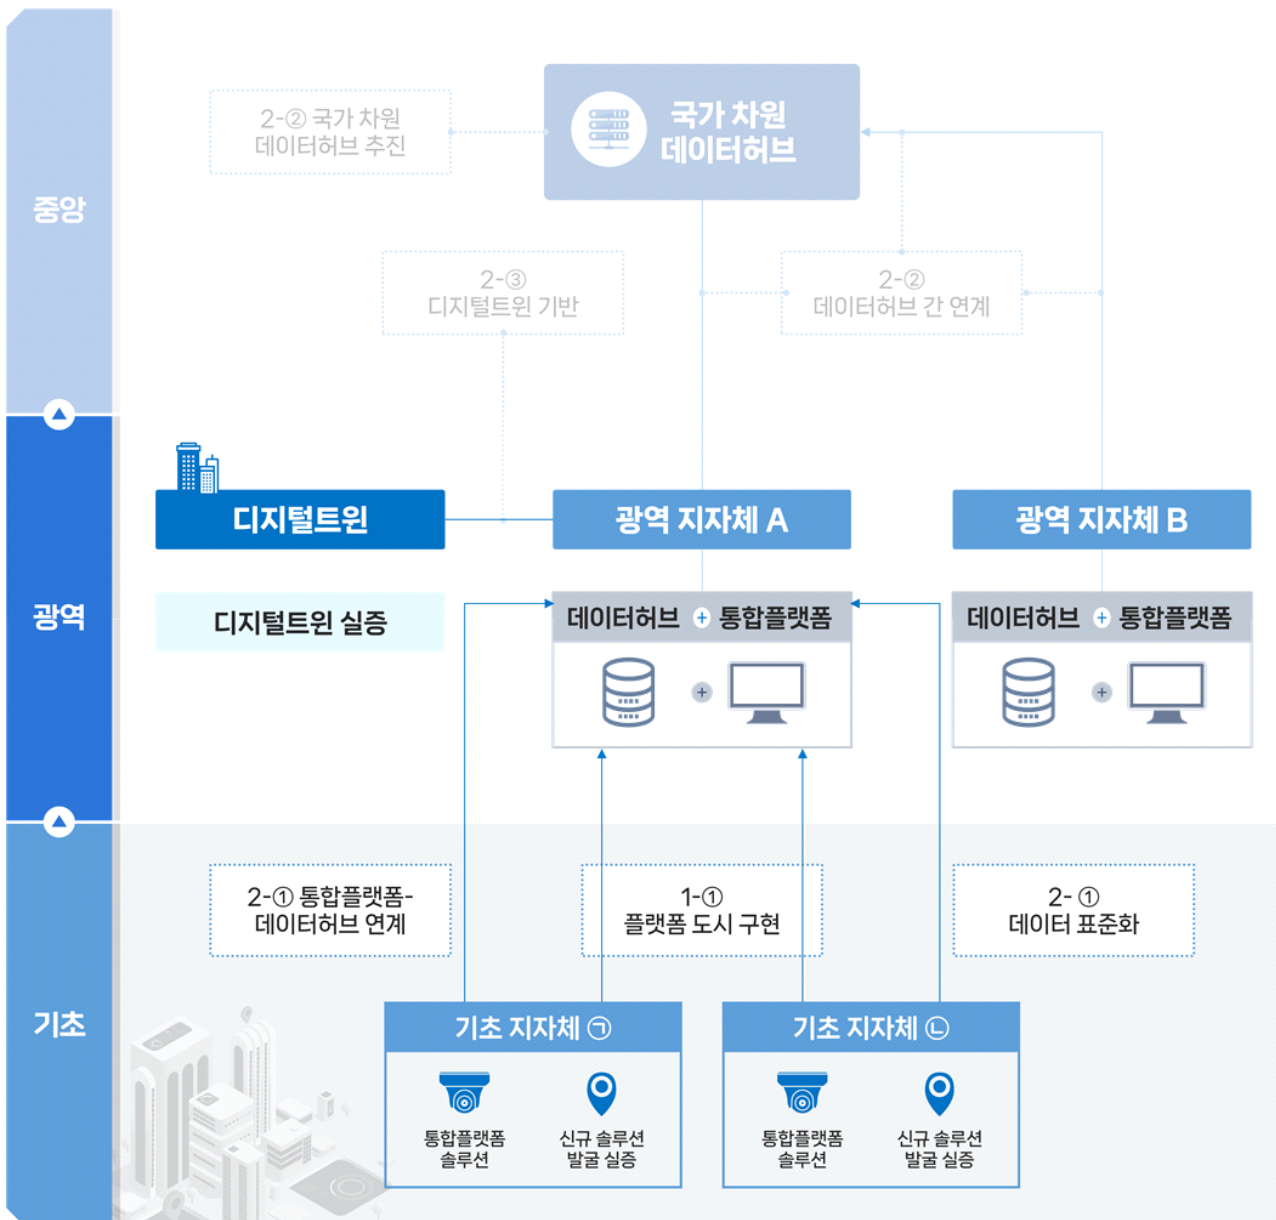 중앙
2-② 국가 차원
데이터허브 추진
국가 차원
데이터허브
2-③
디지털트윈 기반
2-②
데이터허브 간 연계
광역
디지털트윈
광역 지자체 A
광역 지자체 B
디지털트윈 실증
데이터허브 + 통합플랫폼
데이터허브 + 통합플랫폼
+
+
기초
2-① 통합플랫폼-
데이터허브 연계
1-①
플랫폼 도시 구현
2- ①
데이터 표준화
기초 지자체 ㉠
통합플랫폼
솔루션
신규 솔루션
발굴 실증
기초 지자체 ㉡
통합플랫폼
솔루션
신규 솔루션
발굴 실증